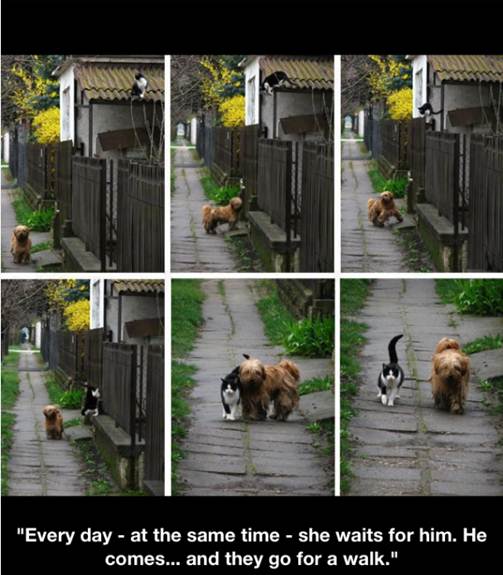 "Every day - at the same time - she waits for him. He
comes... and they go for a walk."